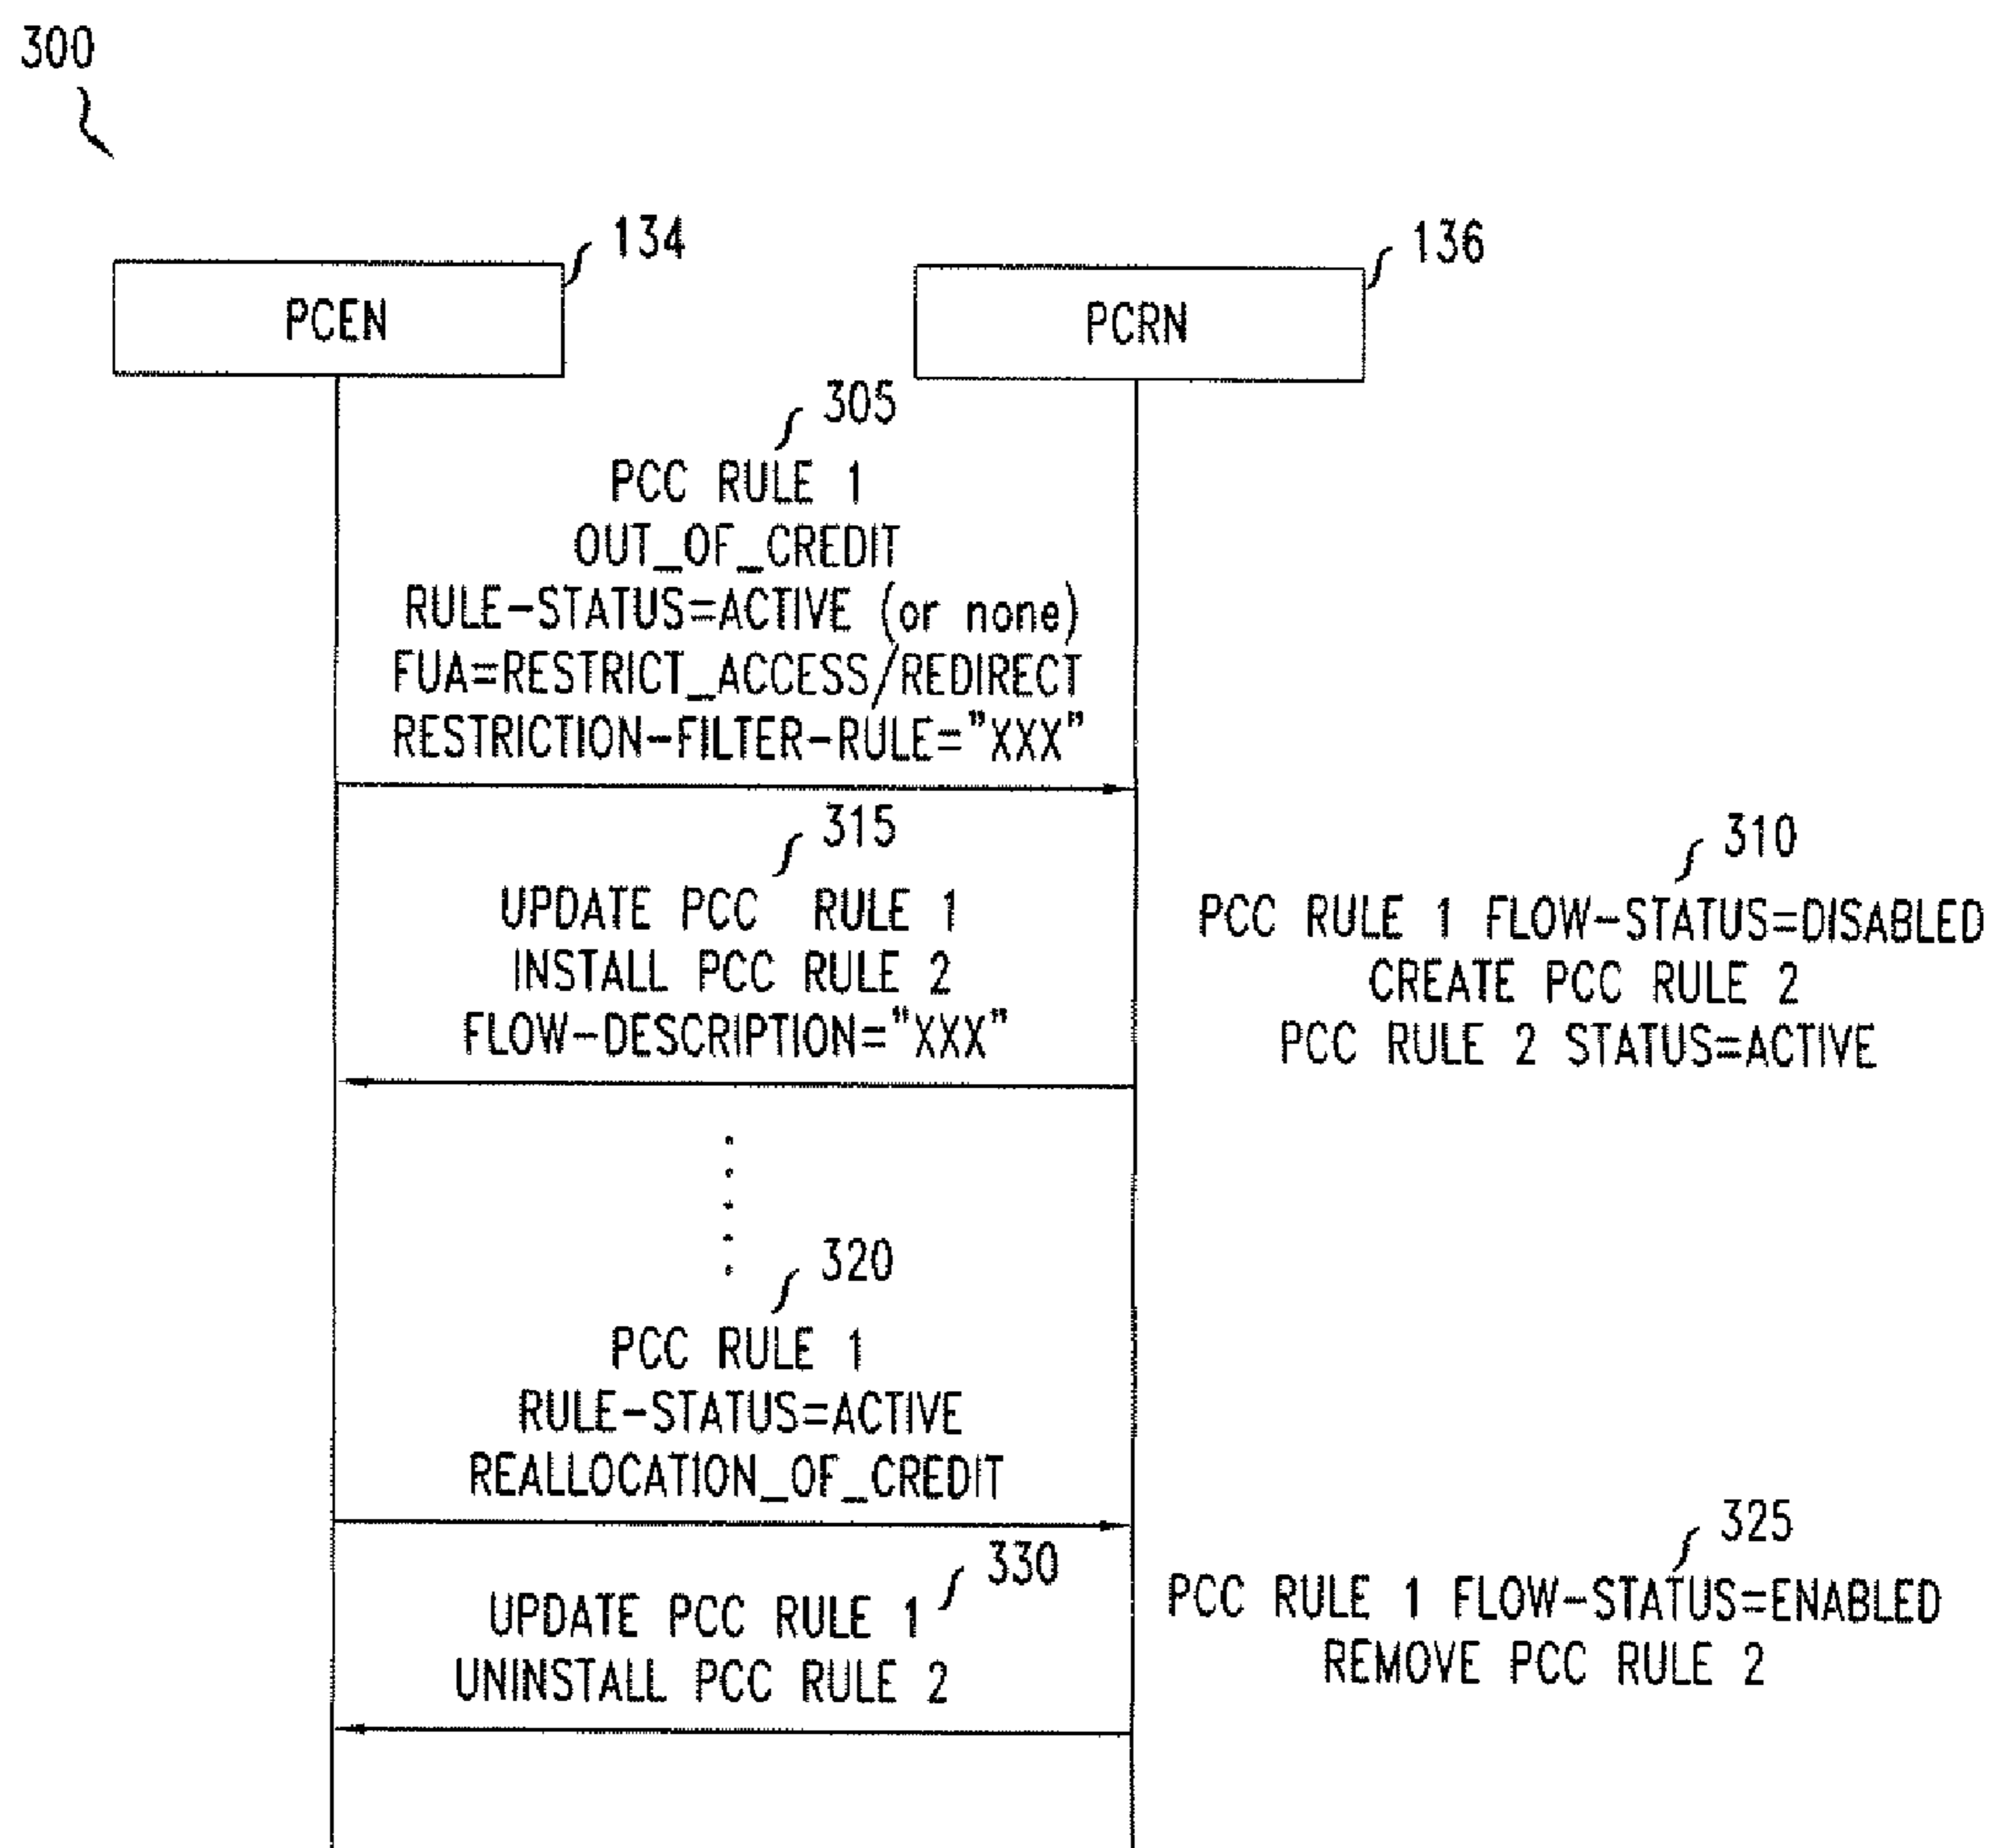 300
134
136
PCEN
PCRN
305
PCC RULE 1
OUT_OF_CREDIT
RULE-STATUS=ACTIVE (or none)
FUA=RESTRICT_ACCESS/REDIRECT
RESTRICTION-FILTER-RULE="XXX"
315
UPDATE PCC RULE 1
INSTALL PCC RULE 2
FLOW-DESCRIPTION="XXX"
310
PCC RULE 1 FLOW-STATUS=DISABLED
CREATE PCC RULE 2
PCC RULE 2 STATUS=ACTIVE
320
PCC RULE 1
RULE-STATUS=ACTIVE
REALLOCATION_OF_CREDIT
325
PCC RULE 1 FLOW-STATUS=ENABLED
REMOVE PCC RULE 2
330
UPDATE PCC RULE 1
UNINSTALL PCC RULE 2